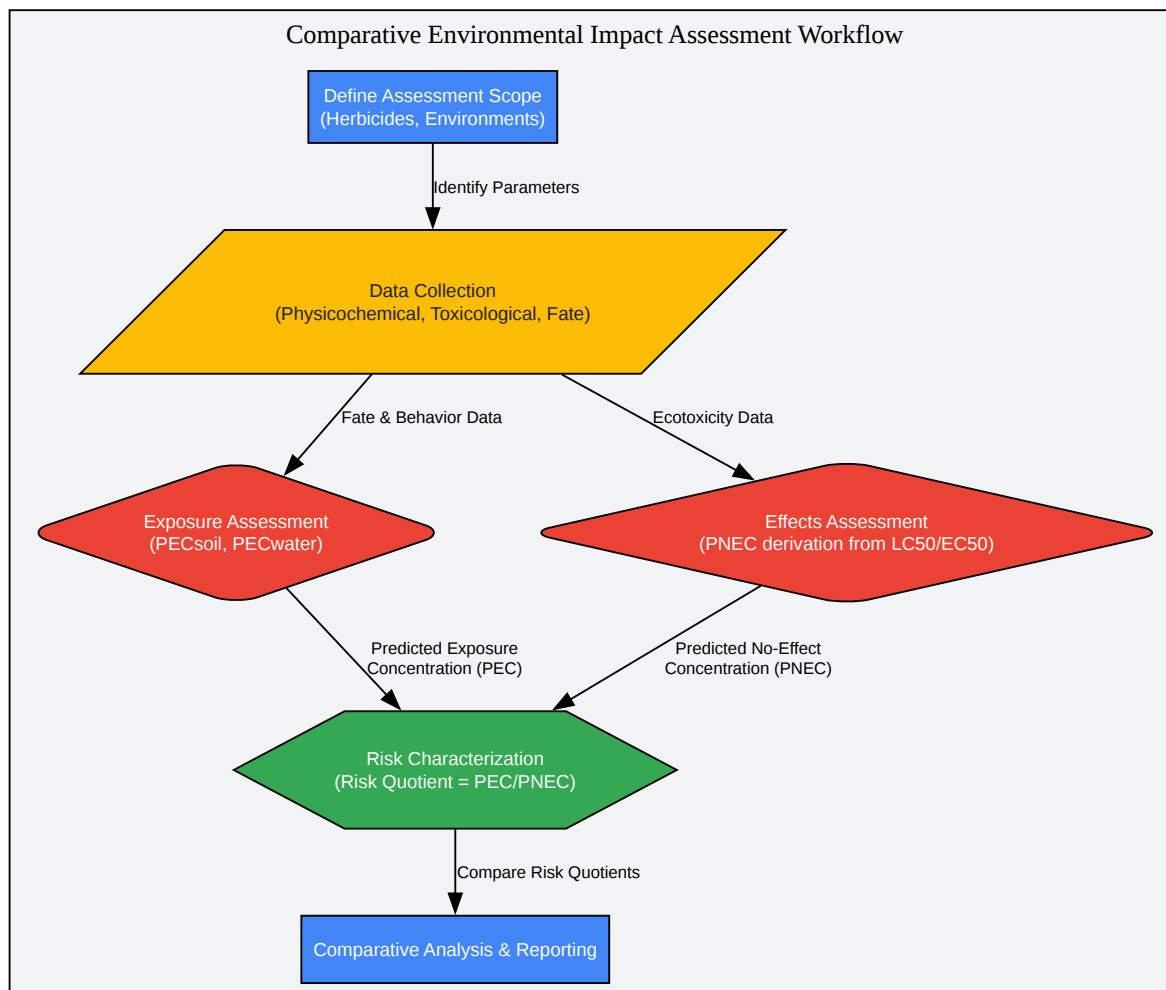 Comparative Environmental Impact Assessment Workflow
Define Assessment Scope
(Herbicides, Environments)
Identify Parameters
Data Collection
(Physicochemical, Toxicological, Fate)
Fate & Behavior Data
Ecotoxicity Data
Exposure Assessment
(PECsoil, PECwater)
Effects Assessment
(PNEC derivation from LC50/EC50)
Predicted Exposure
Concentration (PEC)
Predicted No-Effect
Concentration (PNEC)
Risk Characterization
(Risk Quotient = PEC/PNEC)
Compare Risk Quotients
Comparative Analysis & Reporting